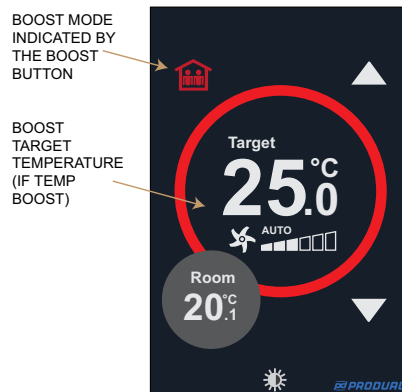 BOOST MODE
INDICATED BY
THE BOOST
BUTTON
BOOST
TARGET
TEMPERATURE
(IF TEMP
BOOST)
Target
25.0°C
AUTO
Room
20.1°C
PRODUAL